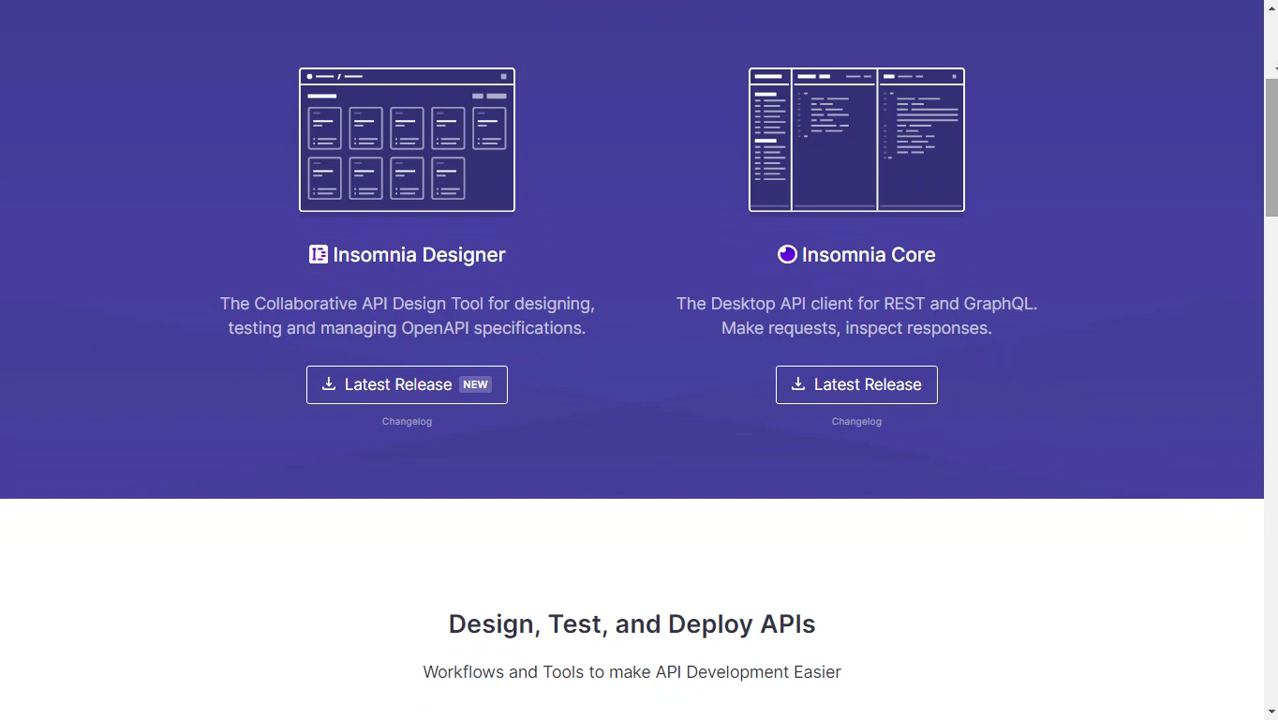 Insomnia Designer
The Collaborative API Design Tool for designing,
testing and managing OpenAPI specifications.
Latest Release NEW
Changelog
Insomnia Core
The Desktop API client for REST and GraphQL.
Make requests, inspect responses.
Latest Release
Changelog
Design, Test, and Deploy APIs
Workflows and Tools to make API Development Easier